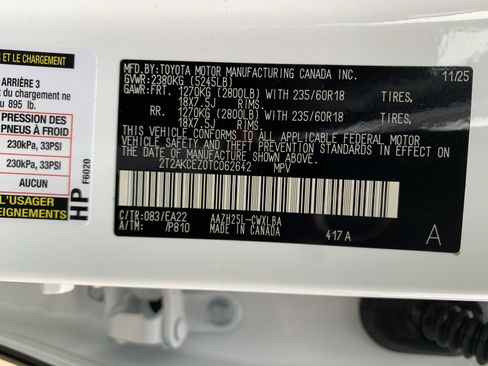 ET LE CHARGEMENT
ARRIÈRE 3
t du chargement ne
u 895 lb.
PRESSION DES
PNEUS À FROID
230kPa, 33PSI
230kPa, 33PSI
AUCUN
L'USAGER
EIGNEMENTS
HP
F6020
MFD.BY:TOYOTA MOTOR MANUFACTURING CANADA INC. 11/25
GVWR:2380KG (5245LB)
GAWR:FRT. 1270KG (2800LB) WITH 235/60R18 TIRES,
18X7.5J RIMS.
RR. 1270KG (2800LB) WITH 235/60R18 TIRES,
18X7.5J RIMS.
THIS VEHICLE CONFORMS TO ALL APPLICABLE FEDERAL MOTOR
VEHICLE SAFETY AND THEFT PREVENTION STANDARDS IN EFFECT
ON THE DATE OF MANUFACTURE SHOWN ABOVE.
2T2AKCEZ0TC062642 MPV
C/TR:083/EA22 AAZH25L-CWXLBA
A/TM: /P810 MADE IN CANADA 417A A